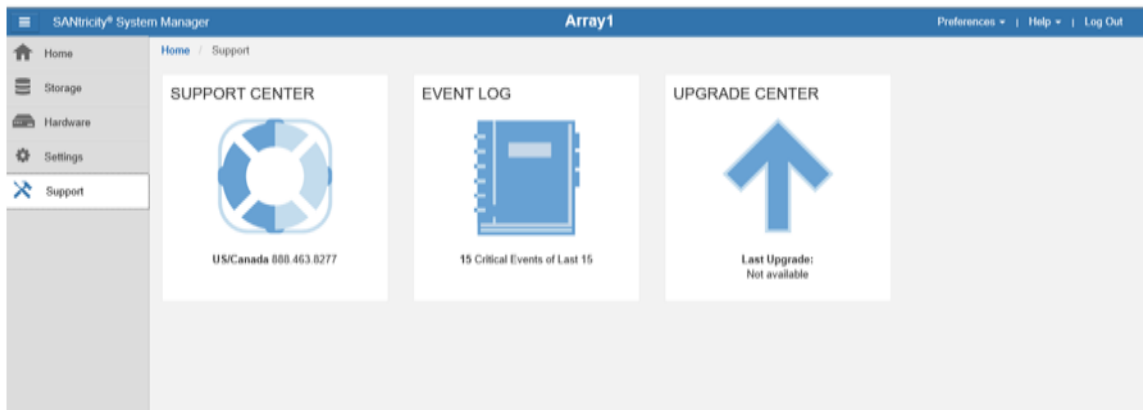 SANtricity® System Manager
Array1
Preferences | Help | Log Out
Home
Storage
Hardware
Settings
Support
Home / Support
SUPPORT CENTER
US/Canada 888.463.8277
EVENT LOG
15 Critical Events of Last 15
UPGRADE CENTER
Last Upgrade:
Not available